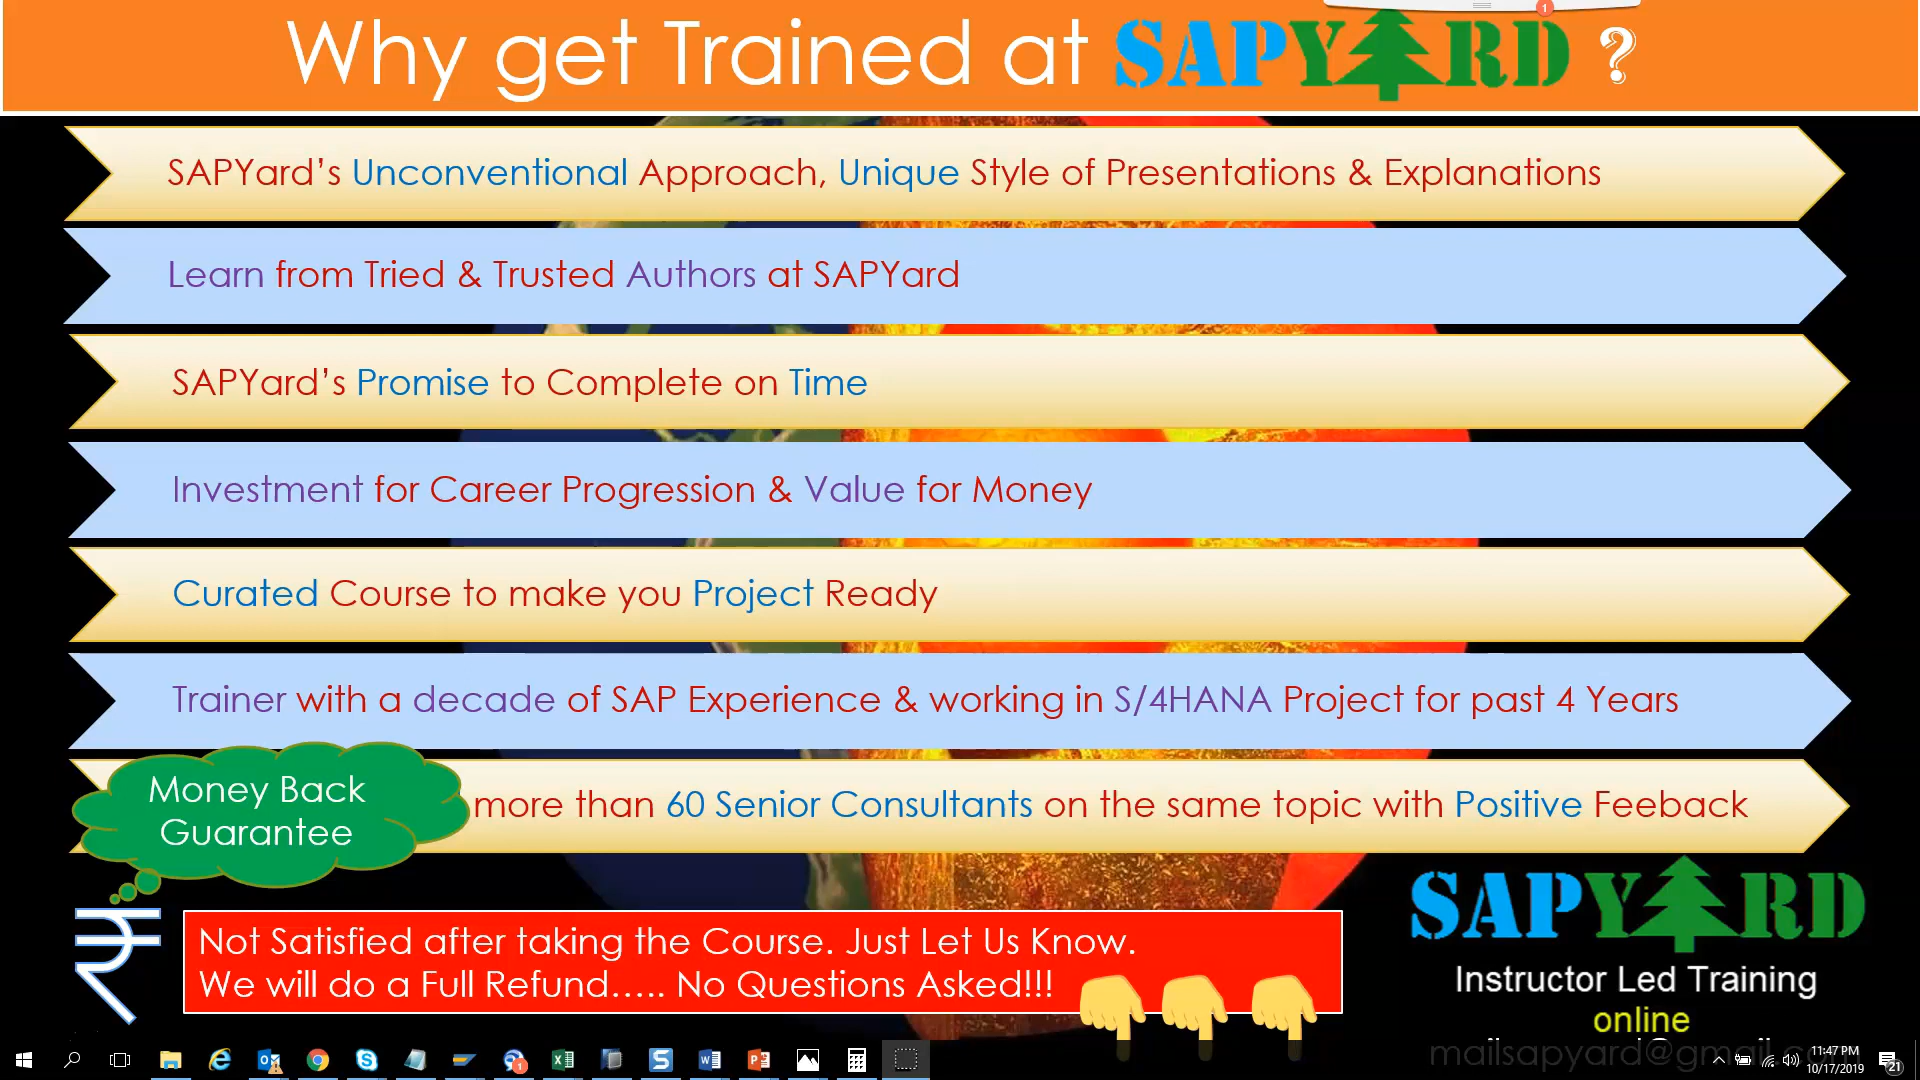 Why get Trained at SAPYARD ?
1
SAPYard’s Unconventional Approach, Unique Style of Presentations & Explanations
Learn from Tried & Trusted Authors at SAPYard
SAPYard’s Promise to Complete on Time
Investment for Career Progression & Value for Money
Curated Course to make you Project Ready
Trainer with a decade of SAP Experience & working in S/4HANA Project for past 4 Years
Money Back
Guarantee
more than 60 Senior Consultants on the same topic with Positive Feeback
₹
Not Satisfied after taking the Course. Just Let Us Know.
We will do a Full Refund..... No Questions Asked!!!
SAPYARD
Instructor Led Training
online
mailsapyard@gmail
11:47 PM
10/17/2019
21